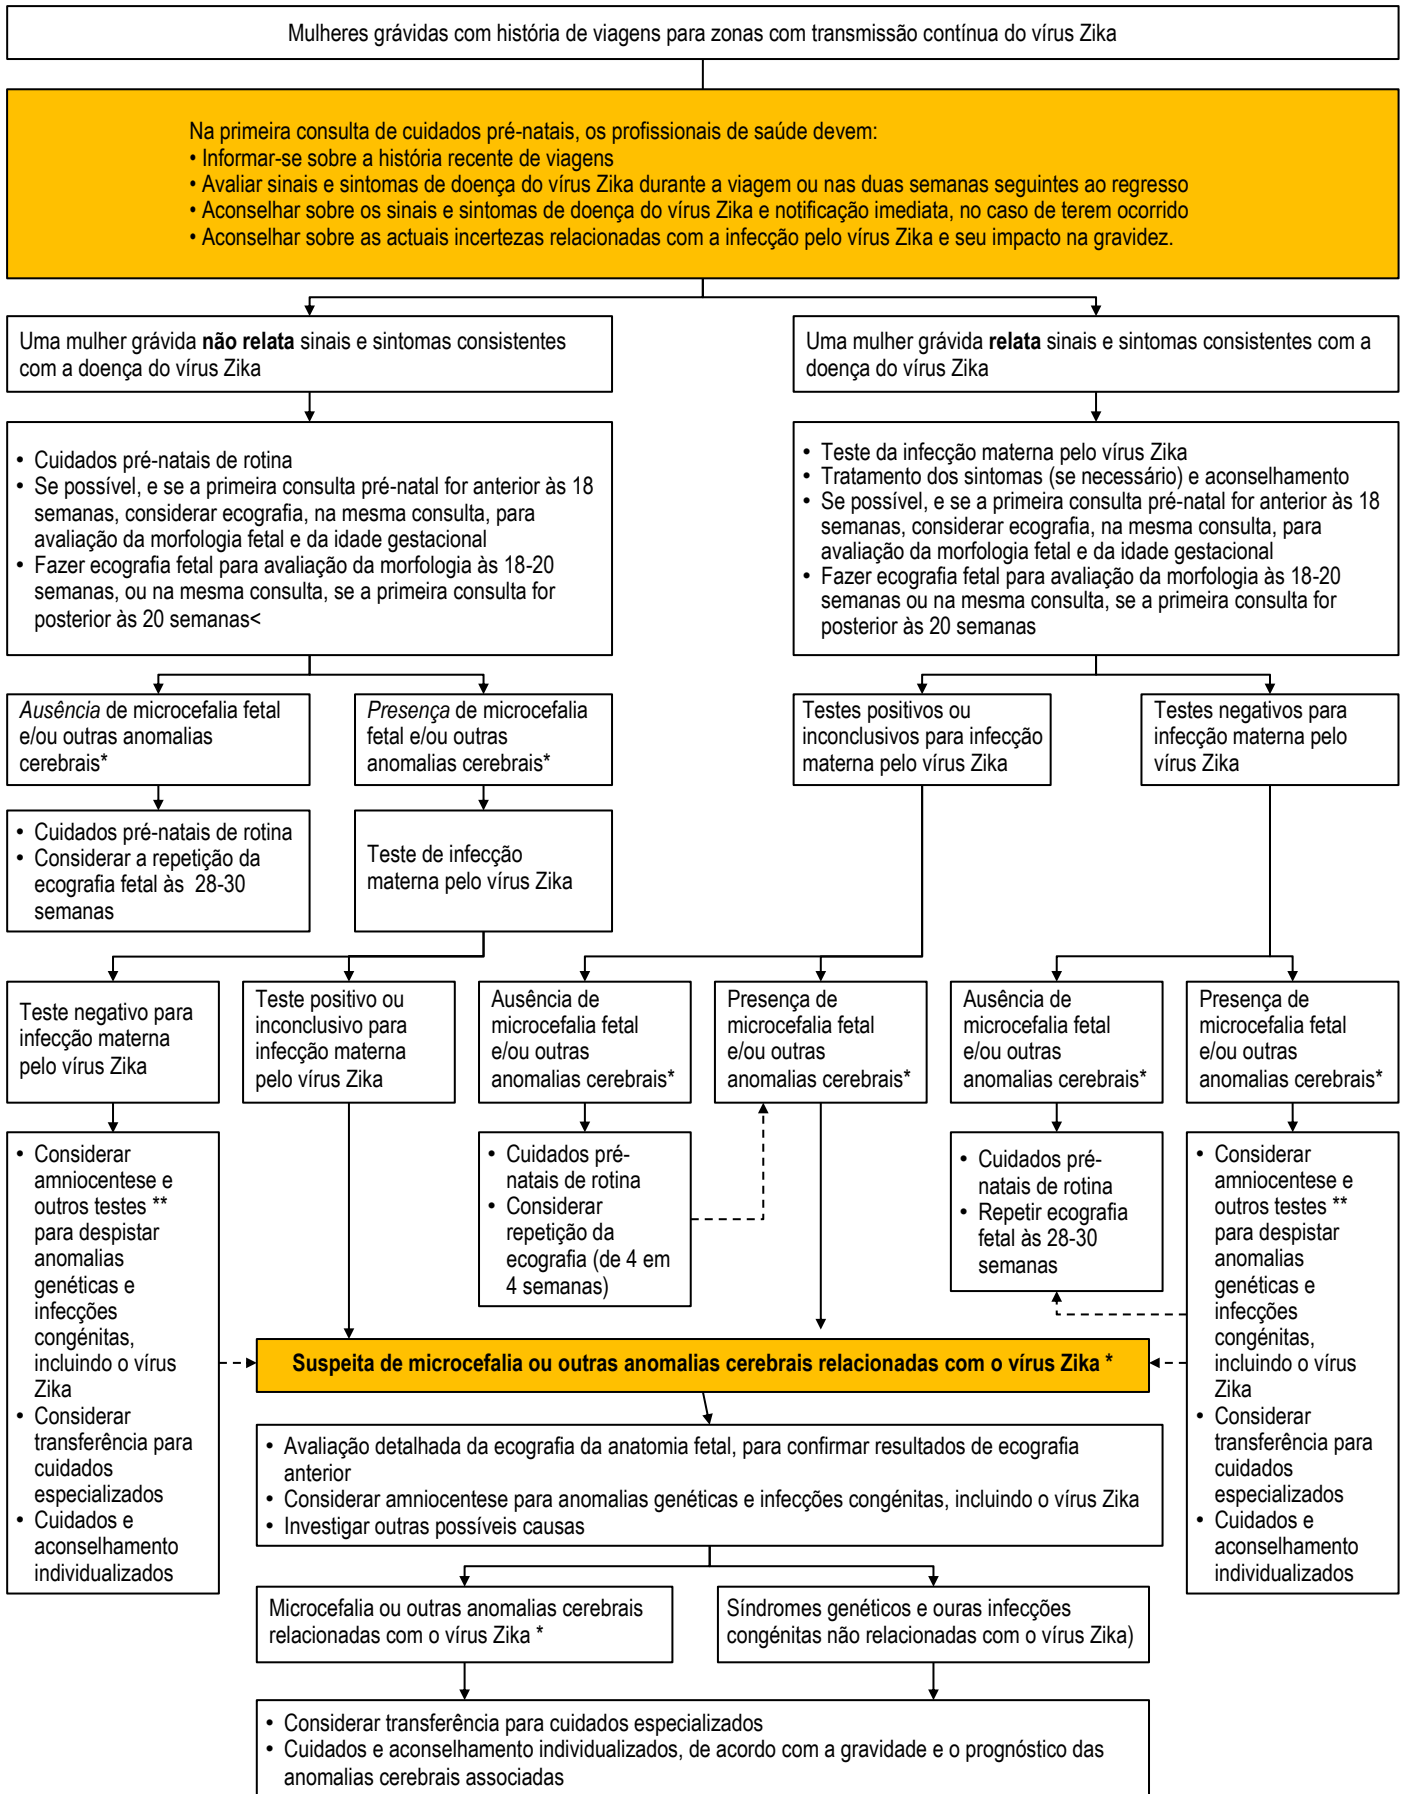 Mulheres grávidas com história de viagens para zonas com transmissão contínua do vírus Zika
Na primeira consulta de cuidados pré-natais, os profissionais de saúde devem:
• Informar-se sobre a história recente de viagens
• Avaliar sinais e sintomas de doença do vírus Zika durante a viagem ou nas duas semanas seguintes ao regresso
• Aconselhar sobre os sinais e sintomas de doença do vírus Zika e notificação imediata, no caso de terem ocorrido
• Aconselhar sobre as actuais incertezas relacionadas com a infecção pelo vírus Zika e seu impacto na gravidez.
Uma mulher grávida não relata sinais e sintomas consistentes
com a doença do vírus Zika
Uma mulher grávida relata sinais e sintomas consistentes com a
doença do vírus Zika
• Cuidados pré-natais de rotina
• Se possível, e se a primeira consulta pré-natal for anterior às 18
semanas, considerar ecografia, na mesma consulta, para
avaliação da morfologia fetal e da idade gestacional
• Fazer ecografia fetal para avaliação da morfologia às 18-20
semanas, ou na mesma consulta, se a primeira consulta for
posterior às 20 semanas<
• Teste da infecção materna pelo vírus Zika
• Tratamento dos sintomas (se necessário) e aconselhamento
• Se possível, e se a primeira consulta pré-natal for anterior às 18
semanas, considerar ecografia, na mesma consulta, para
avaliação da morfologia fetal e da idade gestacional
• Fazer ecografia fetal para avaliação da morfologia às 18-20
semanas ou na mesma consulta, se a primeira consulta for
posterior às 20 semanas
Ausência de microcefalia fetal
e/ou outras anomalias
cerebrais*
Presença de microcefalia
fetal e/ou outras
anomalias cerebrais*
Testes positivos ou
inconclusivos para infecção
materna pelo vírus Zika
Testes negativos para
infecção materna pelo
vírus Zika
• Cuidados pré-natais de rotina
• Considerar a repetição da
ecografia fetal às 28-30
semanas
Teste de infecção
materna pelo vírus Zika
Teste negativo para
infecção materna
pelo vírus Zika
Teste positivo ou
inconclusivo para
infecção materna
pelo vírus Zika
Ausência de
microcefalia fetal
e/ou outras
anomalias cerebrais*
Presença de
microcefalia fetal
e/ou outras
anomalias cerebrais*
Ausência de
microcefalia fetal
e/ou outras
anomalias cerebrais*
Presença de
microcefalia fetal
e/ou outras
anomalias cerebrais*
• Considerar
amniocentese e
outros testes **
para despistar
anomalias
genéticas e
infecções
congénitas,
incluindo o vírus
Zika
• Considerar
transferência para
cuidados
especializados
• Cuidados e
aconselhamento
individualizados
• Cuidados pré-
natais de rotina
• Considerar
repetição da
ecografia (de 4 em
4 semanas)
• Cuidados pré-
natais de rotina
• Repetir ecografia
fetal às 28-30
semanas
• Considerar
amniocentese e
outros testes **
para despistar
anomalias
genéticas e
infecções
congénitas,
incluindo o vírus
Zika
• Considerar
transferência para
cuidados
especializados
• Cuidados e
aconselhamento
individualizados
Suspeita de microcefalia ou outras anomalias cerebrais relacionadas com o vírus Zika *
• Avaliação detalhada da ecografia da anatomia fetal, para confirmar resultados de ecografia
anterior
• Considerar amniocentese para anomalias genéticas e infecções congénitas, incluindo o vírus Zika
• Investigar outras possíveis causas
Microcefalia ou outras anomalias cerebrais
relacionadas com o vírus Zika *
Síndromes genéticos e ouras infecções
congénitas não relacionadas com o vírus Zika)
• Considerar transferência para cuidados especializados
• Cuidados e aconselhamento individualizados, de acordo com a gravidade e o prognóstico das
anomalias cerebrais associadas